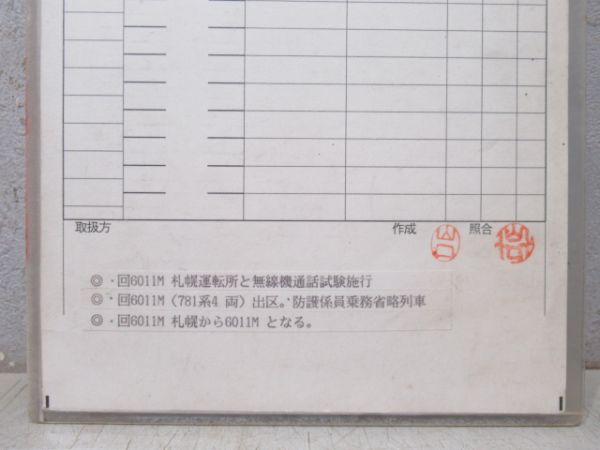 取扱方 作成 照合
◎・回6011M 札幌運転所と無線機通話試験施行
◎・回6011M (781系4 両) 出区。・防護係員乗務省略列車
◎・回6011M 札幌から6011M となる。